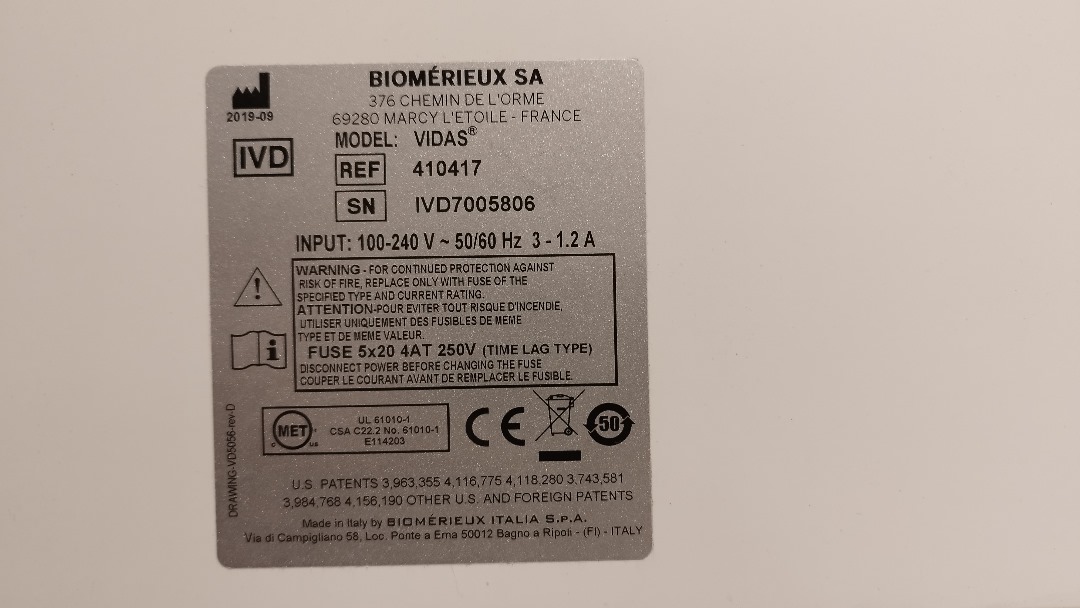 BIOMÉRIEUX SA
376 CHEMIN DE L'ORME
69280 MARCY L'ETOILE - FRANCE
2019-09
MODEL: VIDAS®
IVD
REF 410417
SN IVD7005806
INPUT: 100-240 V ~ 50/60 Hz 3 - 1.2 A
WARNING - FOR CONTINUED PROTECTION AGAINST
RISK OF FIRE, REPLACE ONLY WITH FUSE OF THE
SPECIFIED TYPE AND CURRENT RATING.
ATTENTION-POUR EVITER TOUT RISQUE D'INCENDIE,
UTILISER UNIQUEMENT DES FUSIBLES DE MEME
TYPE ET DE MEME VALEUR.
FUSE 5x20 4AT 250V (TIME LAG TYPE)
DISCONNECT POWER BEFORE CHANGING THE FUSE
COUPER LE COURANT AVANT DE REMPLACER LE FUSIBLE.
DRAWING-VD5056-rev-D
c MET us
UL 61010-1
CSA C22.2 No. 61010-1
E114203
CE
50
U.S. PATENTS 3,963,355 4,116,775 4,118.280 3.743,581
3,984,768 4,156,190 OTHER U.S. AND FOREIGN PATENTS
Made in Italy by BIOMÉRIEUX ITALIA S.P.A.
Via di Campigliano 58, Loc. Ponte a Ema 50012 Bagno a Ripoli - (FI) - ITALY